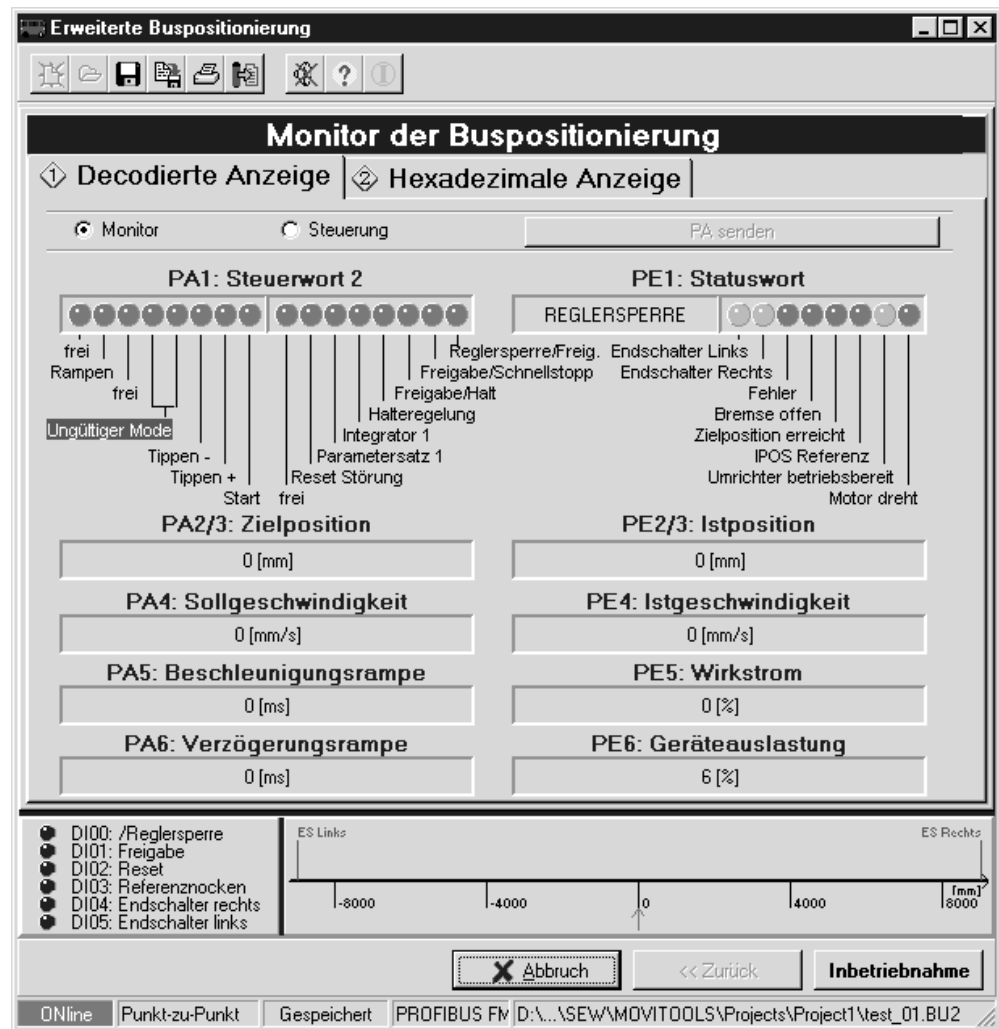 Erweiterte Buspositionierung
Monitor der Buspositionierung
1 Decodierte Anzeige
2 Hexadezimale Anzeige
Monitor
Steuerung
PA senden
PA1: Steuerwort 2
frei
Rampen
frei
Ungültiger Mode
Tippen -
Tippen +
Start
frei
Reset Störung
Parametersatz 1
Integrator 1
Halteregelung
Freigabe/Halt
Freigabe/Schnellstopp
Reglersperre/Freig.
PE1: Statuswort
REGLERSPERRE
Endschalter Links
Endschalter Rechts
Fehler
Bremse offen
Zielposition erreicht
IPOS Referenz
Umrichter betriebsbereit
Motor dreht
PA2/3: Zielposition
0 [mm]
PE2/3: Istposition
0 [mm]
PA4: Sollgeschwindigkeit
0 [mm/s]
PE4: Istgeschwindigkeit
0 [mm/s]
PA5: Beschleunigungsrampe
0 [ms]
PE5: Wirkstrom
0 [%]
PA6: Verzögerungsrampe
0 [ms]
PE6: Geräteauslastung
6 [%]
DI00: /Reglersperre
DI01: Freigabe
DI02: Reset
DI03: Referenznocken
DI04: Endschalter rechts
DI05: Endschalter links
ES Links
ES Rechts
-8000
-4000
0
4000
[mm]
8000
Abbruch
<< Zurück
Inbetriebnahme
ONline
Punkt-zu-Punkt
Gespeichert
PROFIBUS FM
D:\...\SEW\MOVITOOLS\Projects\Project1\test_01.BU2